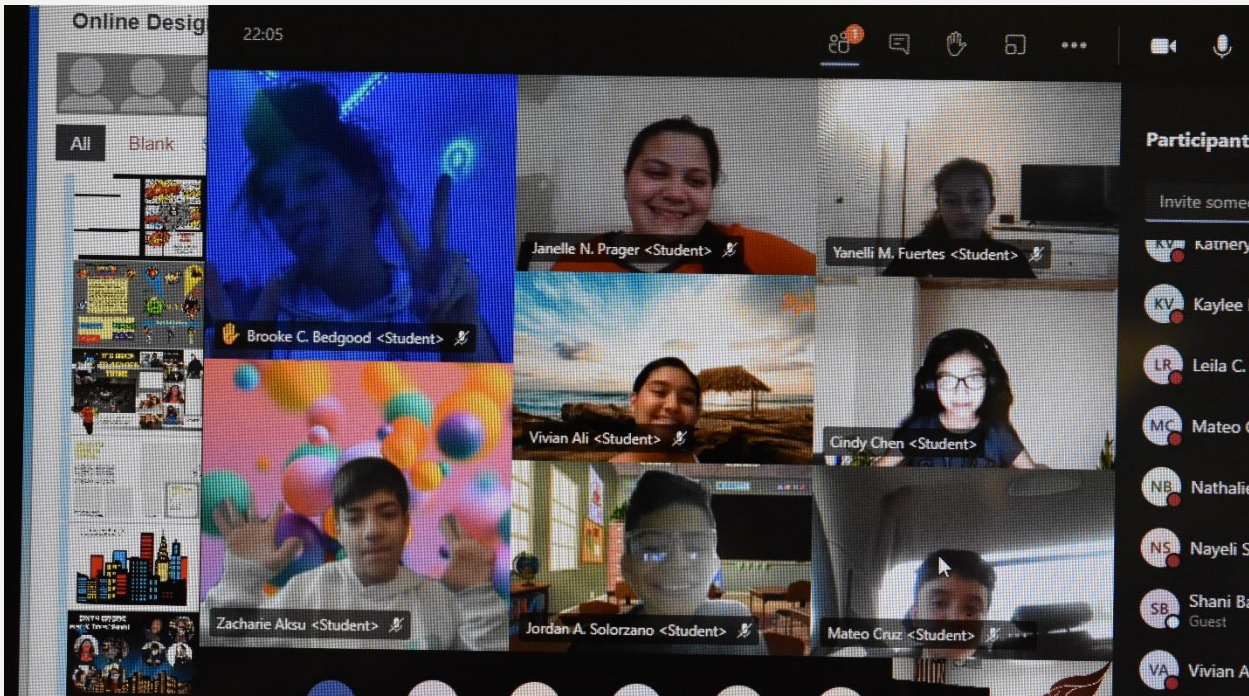 Online Desig
22:05
All Blank
Janelle N. Prager <Student>
Yanelli M. Fuertes <Student>
Brooke C. Bedgood <Student>
Vivian Ali <Student>
Cindy Chen <Student>
Zacharie Aksu <Student>
Jordan A. Solorzano <Student>
Mateo Cruz <Student>
Participant
Invite some
KV Kathery
KV Kaylee
LR Leila C.
MC Mateo C
NB Nathalie
NS Nayeli S
SB Shani Ba
Guest
VA Vivian A